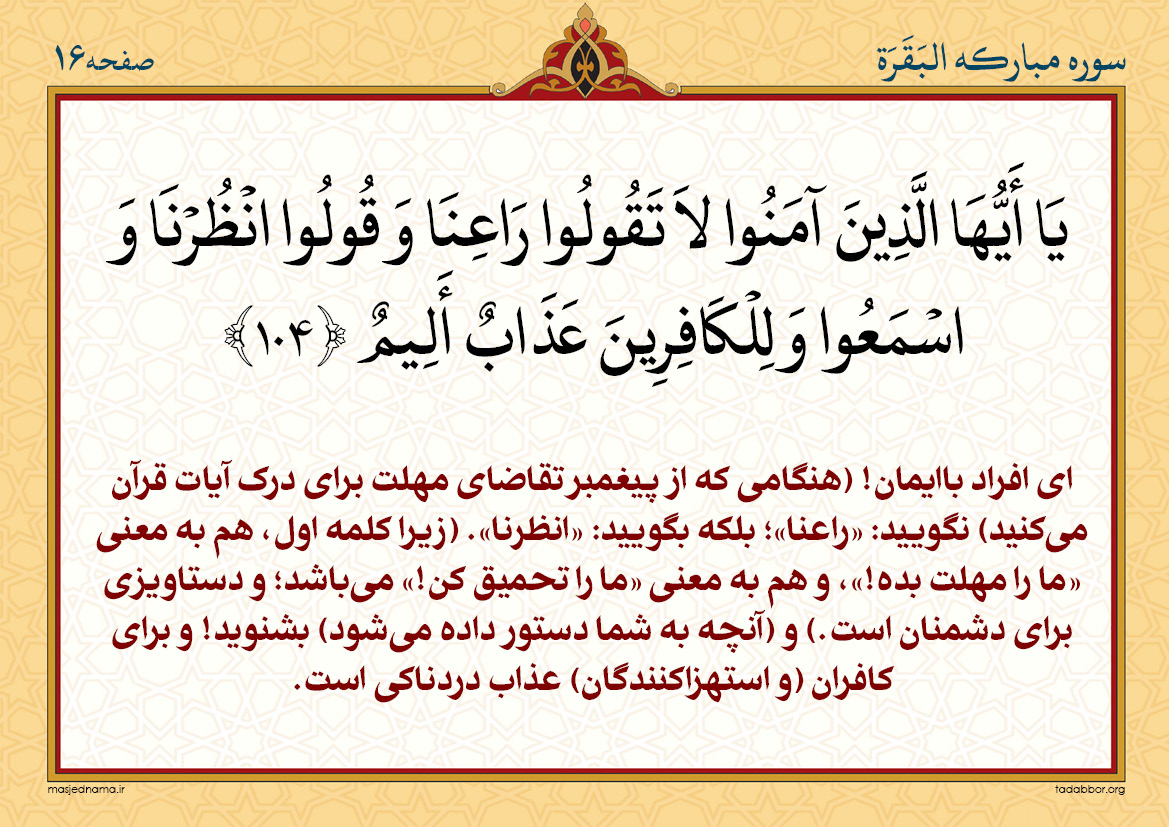 سوره مبارکه البَقَرَة
صفحه۱۶
يَا أَيُّهَا الَّذِينَ آمَنُوا لاَ تَقُولُوا رَاعِنَا وَ قُولُوا انْظُرْنَا وَ
اسْمَعُوا وَ لِلْكَافِرِينَ عَذَابٌ أَلِيمٌ ﴿۱۰۴﴾
ای افراد باایمان! (هنگامی که از پیغمبر تقاضای مهلت برای درک آیات قرآن
می‌کنید) نگویید: «راعنا»؛ بلکه بگویید: «انظرنا». (زیرا کلمه اول، هم به معنی
«ما را مهلت بده!»، و هم به معنی «ما را تحمیق کن!» می‌باشد؛ و دستاویزی
برای دشمنان است.) و (آنچه به شما دستور داده می‌شود) بشنوید! و برای
کافران (و استهزاکنندگان) عذاب دردناکی است.
masjednama.ir
tadabbor.org